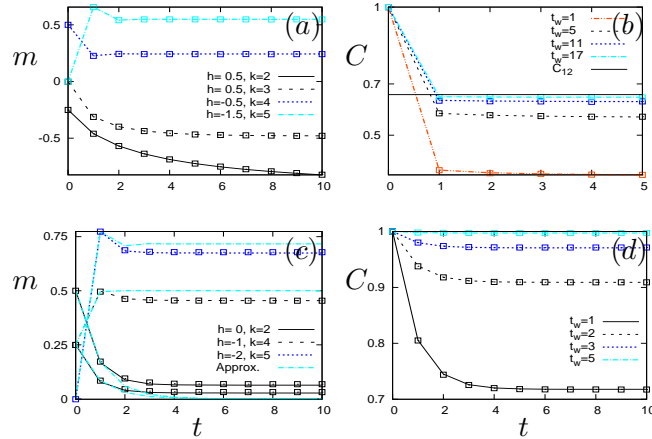 m
(a)
0.5
0
-0.5
h= 0.5, k=2
h= 0.5, k=3
h=-0.5, k=4
h=-1.5, k=5
0 2 4 6 8 10
C
(b)
1
0.7
0.5
t_w=1
t_w=5
t_w=11
t_w=17
C_12
0 1 2 3 4 5
m
(c)
0.75
0.5
0.25
0
h= 0, k=2
h=-1, k=4
h=-2, k=5
Approx.
0 2 4 6 8 10
t
C
(d)
1
0.9
0.8
0.7
t_w=1
t_w=2
t_w=3
t_w=5
0 2 4 6 8 10
t